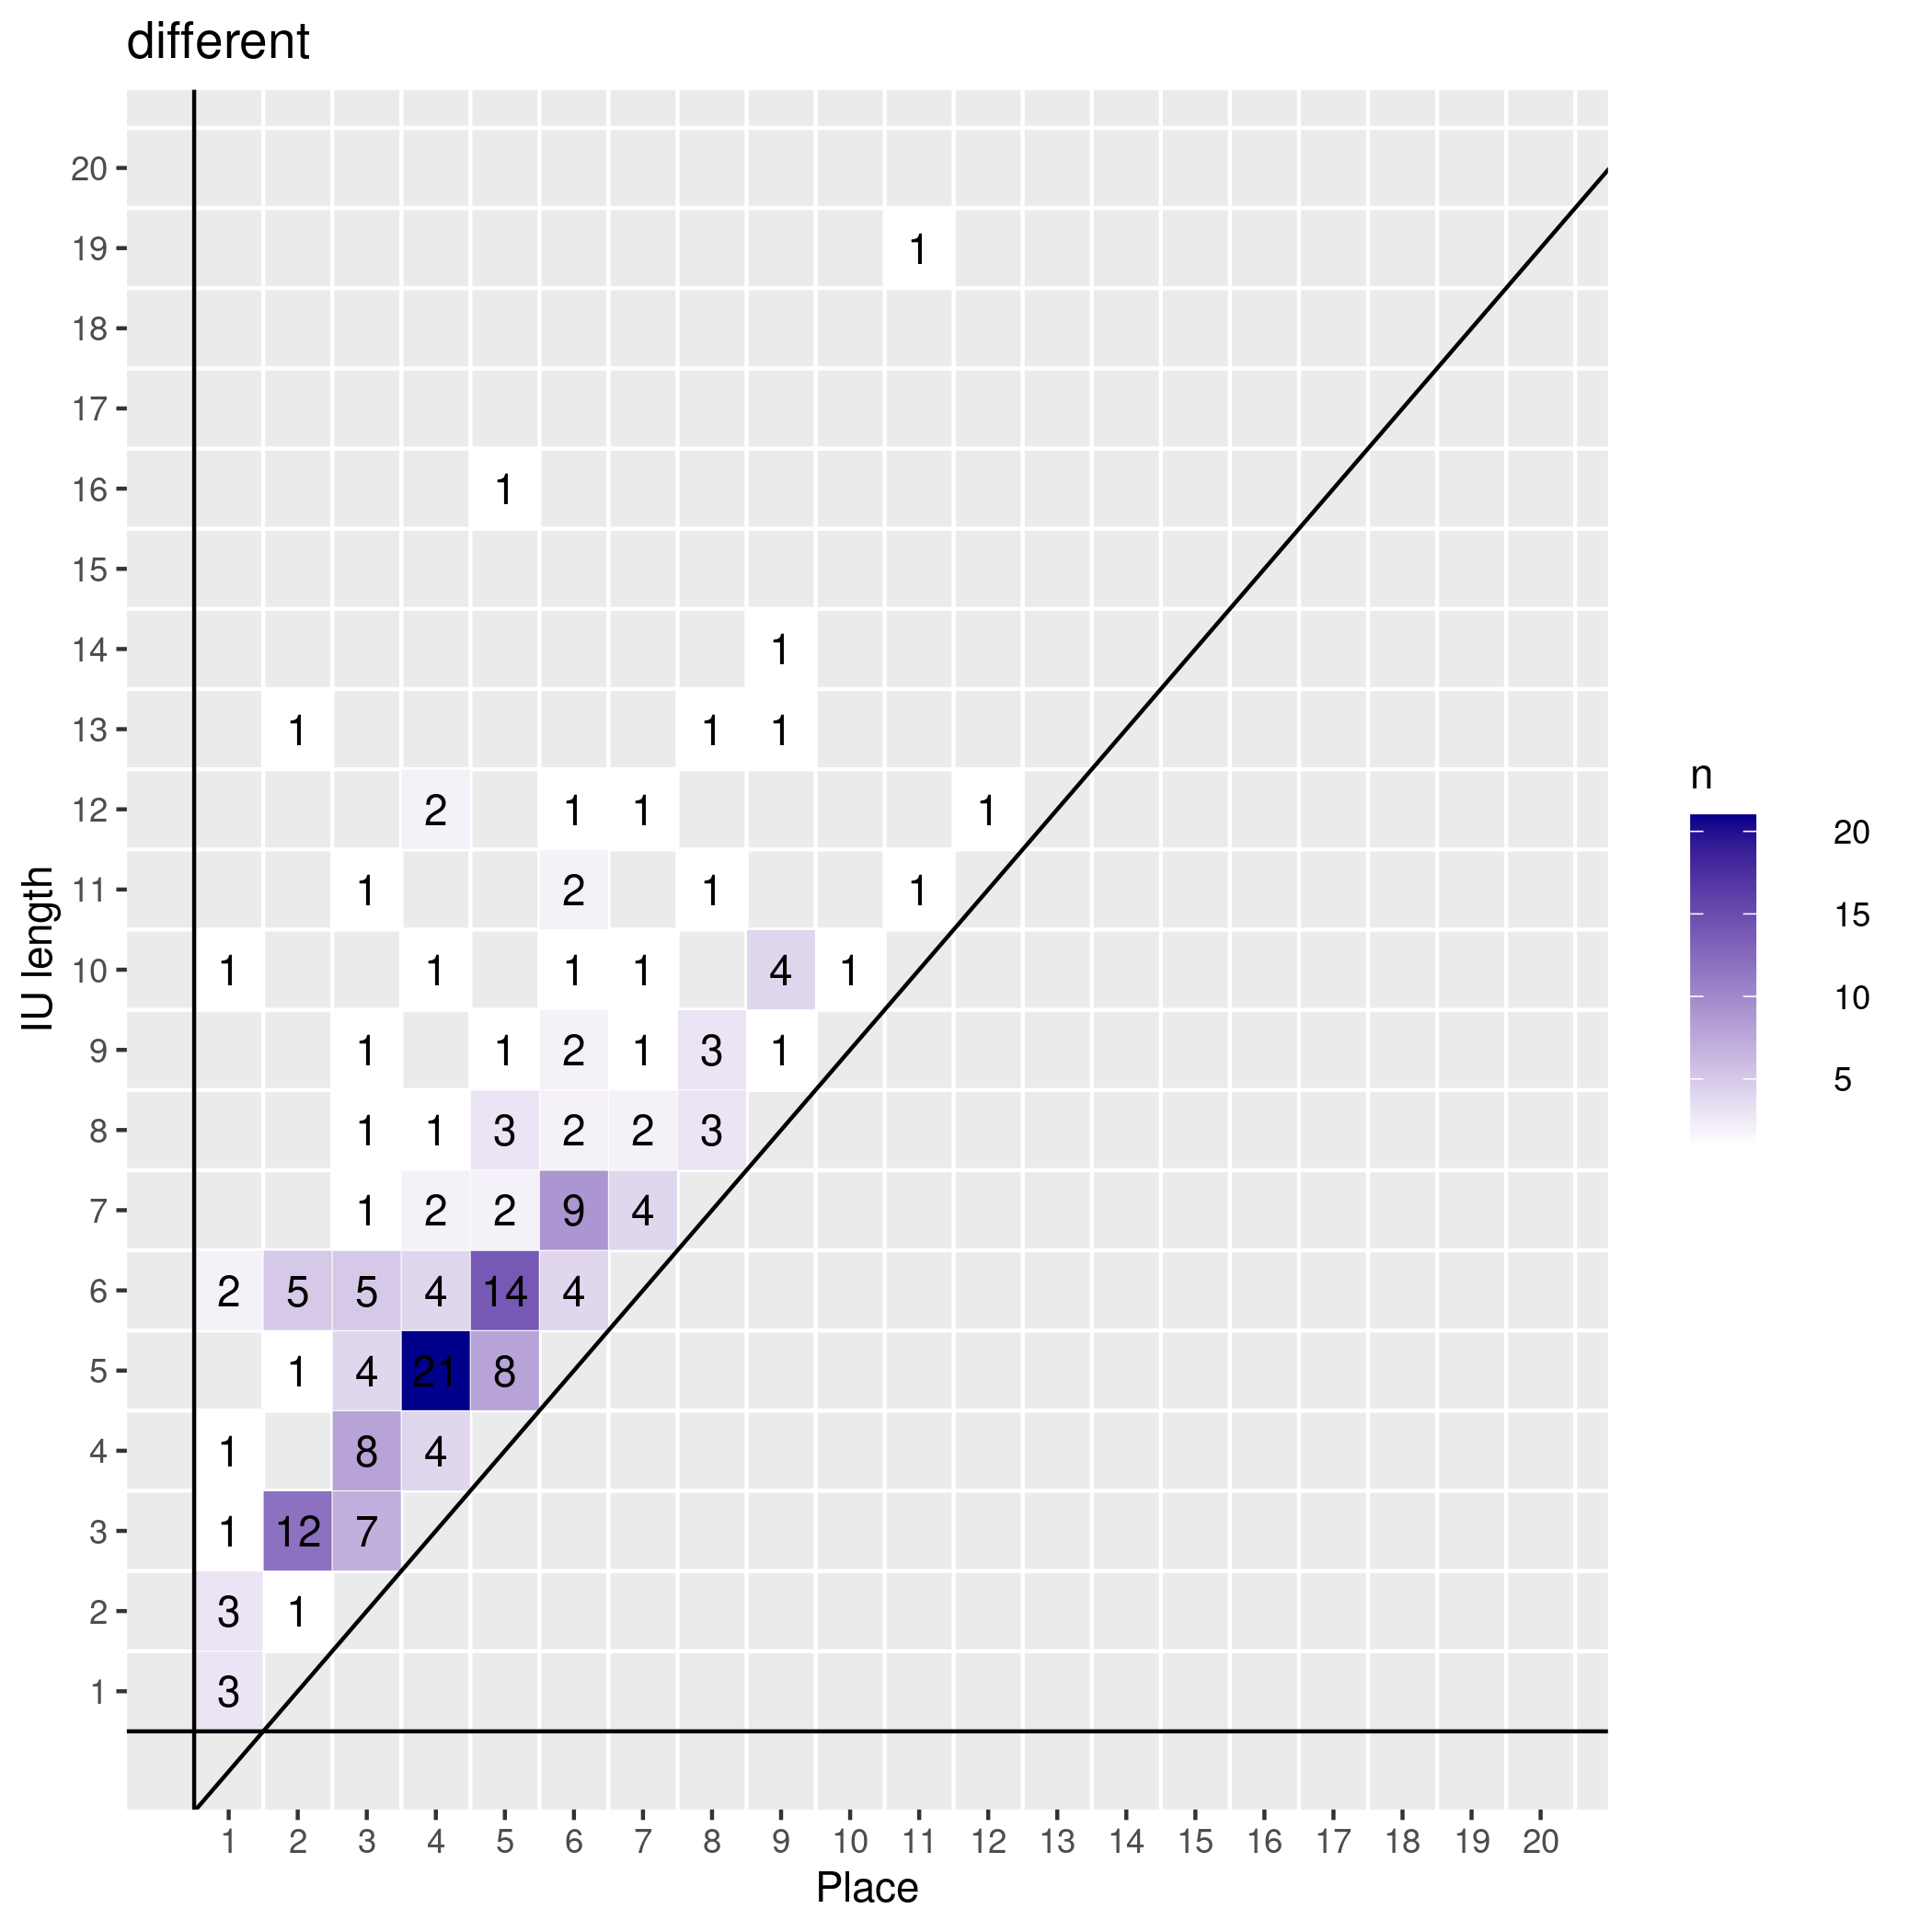 different
20
19 1
18
17
16 1
15
14 1
13 1 1 1
12 2 1 1 1
11 1 2 1 1
10 1 1 1 1 4 1
9 1 1 2 1 3 1
8 1 1 3 2 2 3
7 1 2 2 9 4
6 2 5 5 4 14 4
5 1 4 21 8
4 1 8 4
3 1 12 7
2 3 1
1 3
1 2 3 4 5 6 7 8 9 10 11 12 13 14 15 16 17 18 19 20
Place
IU length
n
20
15
10
5